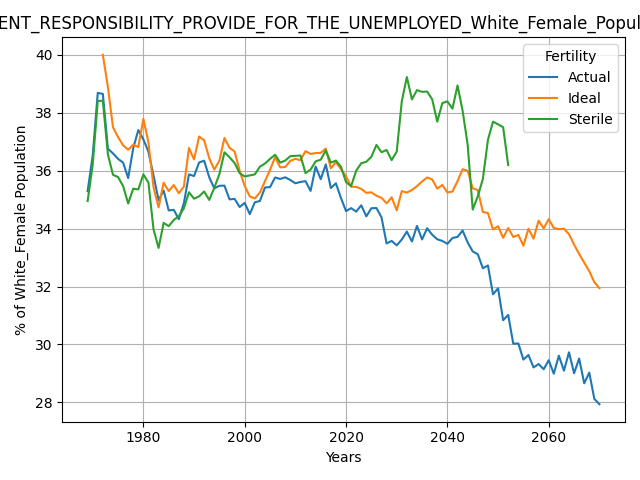 ENT_RESPONSIBILITY_PROVIDE_FOR_THE_UNEMPLOYED_White_Female_Popul
Fertility
Actual
Ideal
Sterile
% of White_Female Population
40
38
36
34
32
30
28
1980
2000
2020
2040
2060
Years